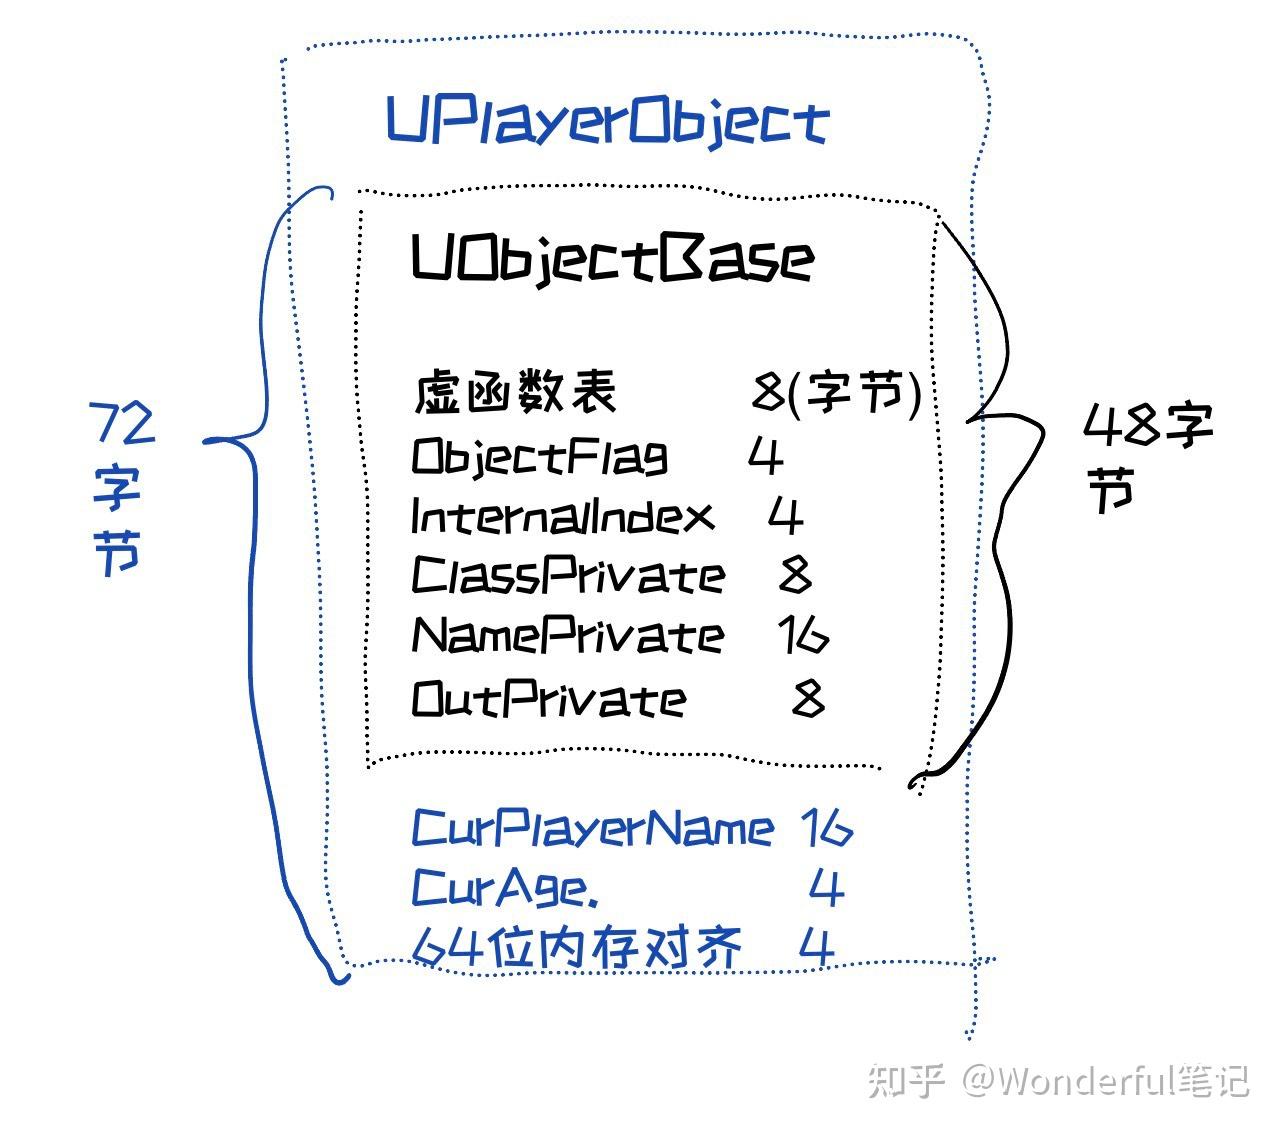 UPlayerObject
UObjectBase
虚函数表 8(字节)
ObjectFlag 4
InternalIndex 4
ClassPrivate 8
NamePrivate 16
OutPrivate 8
CurPlayerName 16
CurAge. 4
64位内存对齐 4
72
字
节
48字
节
知乎 @Wonderful笔记